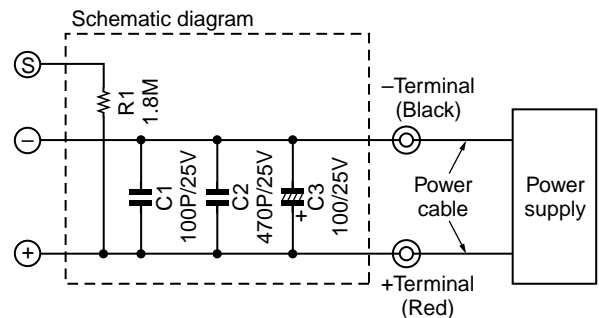 Schematic diagram
S
R1
1.8M
–Terminal
(Black)
–
C1
100P/25V
C2
470P/25V
+
C3
100/25V
Power
cable
Power
supply
+
+Terminal
(Red)